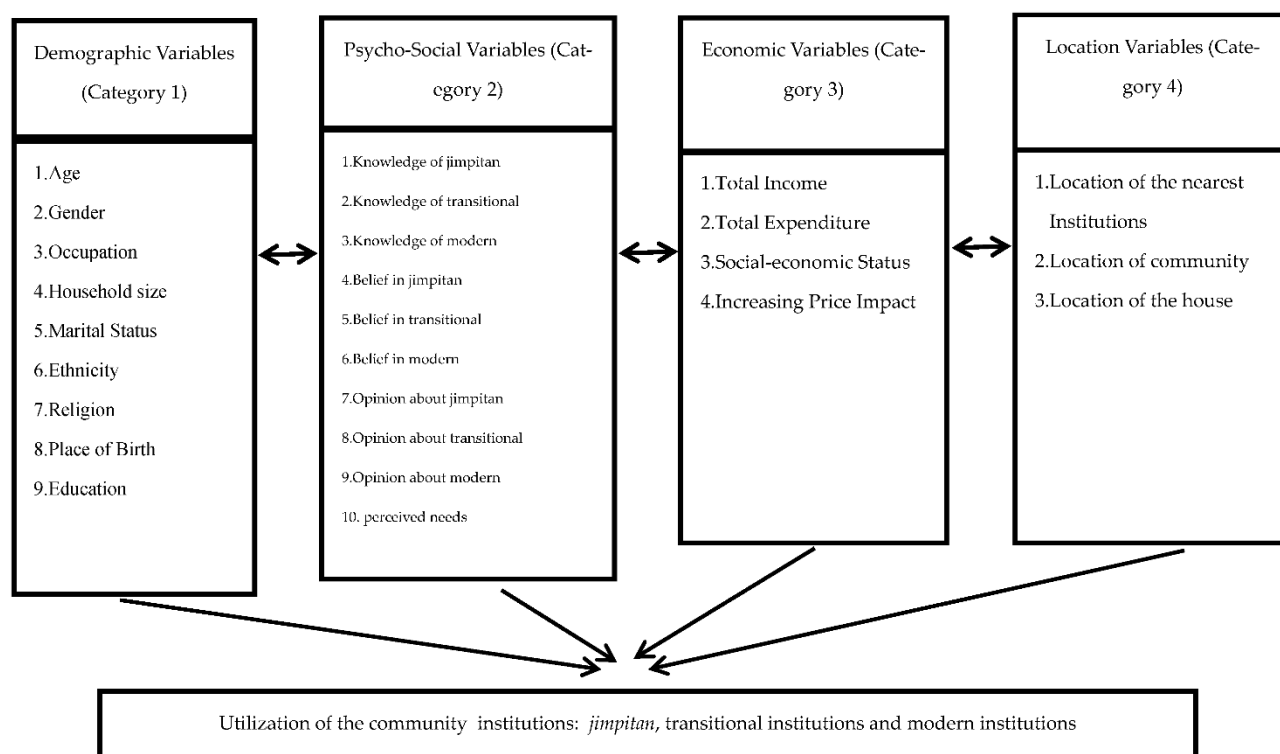 Demographic Variables
(Category 1)
1.Age
2.Gender
3.Occupation
4.Household size
5.Marital Status
6.Ethnicity
7.Religion
8.Place of Birth
9.Education
Psycho-Social Variables (Cat-
egory 2)
1.Knowledge of jimpitan
2.Knowledge of transitional
3.Knowledge of modern
4.Belief in jimpitan
5.Belief in transitional
6.Belief in modern
7.Opinion about jimpitan
8.Opinion about transitional
9.Opinion about modern
10. perceived needs
Economic Variables (Cate-
gory 3)
1.Total Income
2.Total Expenditure
3.Social-economic Status
4.Increasing Price Impact
Location Variables (Cate-
gory 4)
1.Location of the nearest
Institutions
2.Location of community
3.Location of the house
Utilization of the community institutions: jimpitan, transitional institutions and modern institutions